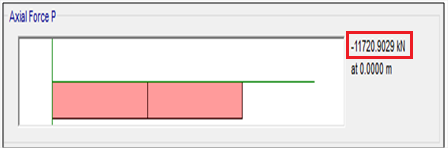 Axial Force P
-11720.9029 kN
at 0.0000 m